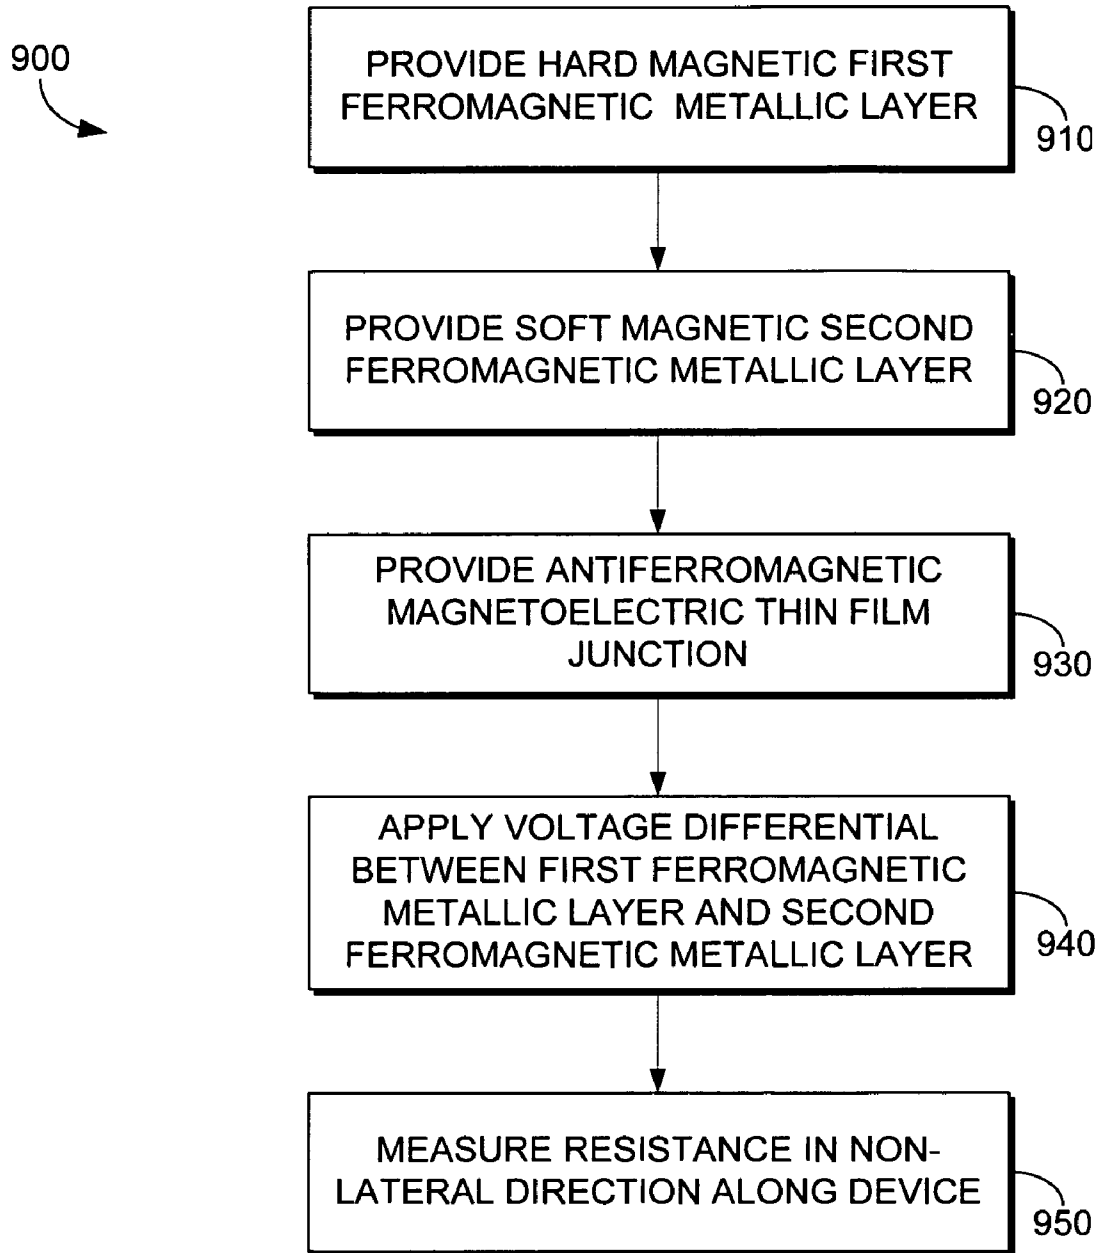 900
PROVIDE HARD MAGNETIC FIRST
FERROMAGNETIC METALLIC LAYER
910
PROVIDE SOFT MAGNETIC SECOND
FERROMAGNETIC METALLIC LAYER
920
PROVIDE ANTIFERROMAGNETIC
MAGNETOELECTRIC THIN FILM
JUNCTION
930
APPLY VOLTAGE DIFFERENTIAL
BETWEEN FIRST FERROMAGNETIC
METALLIC LAYER AND SECOND
FERROMAGNETIC METALLIC LAYER
940
MEASURE RESISTANCE IN NON-
LATERAL DIRECTION ALONG DEVICE
950